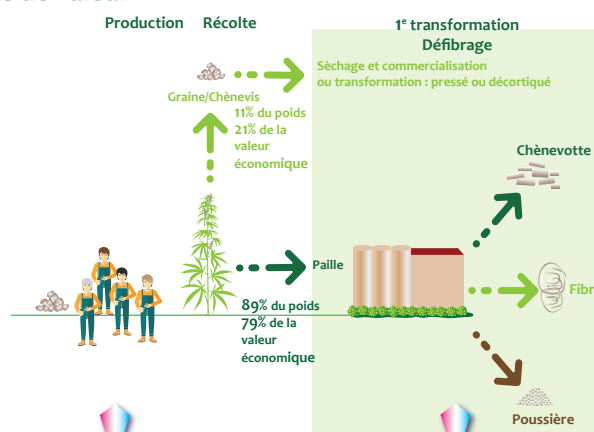 Production Récolte
1e transformation
Défibrage
Sèchage et commercialisation
ou transformation : pressé ou décortiqué
Graine/Chènevis
11% du poids
21% de la
valeur
économique
Chènevotte
Paille
Fibr
89% du poids
79% de la
valeur
économique
Poussière